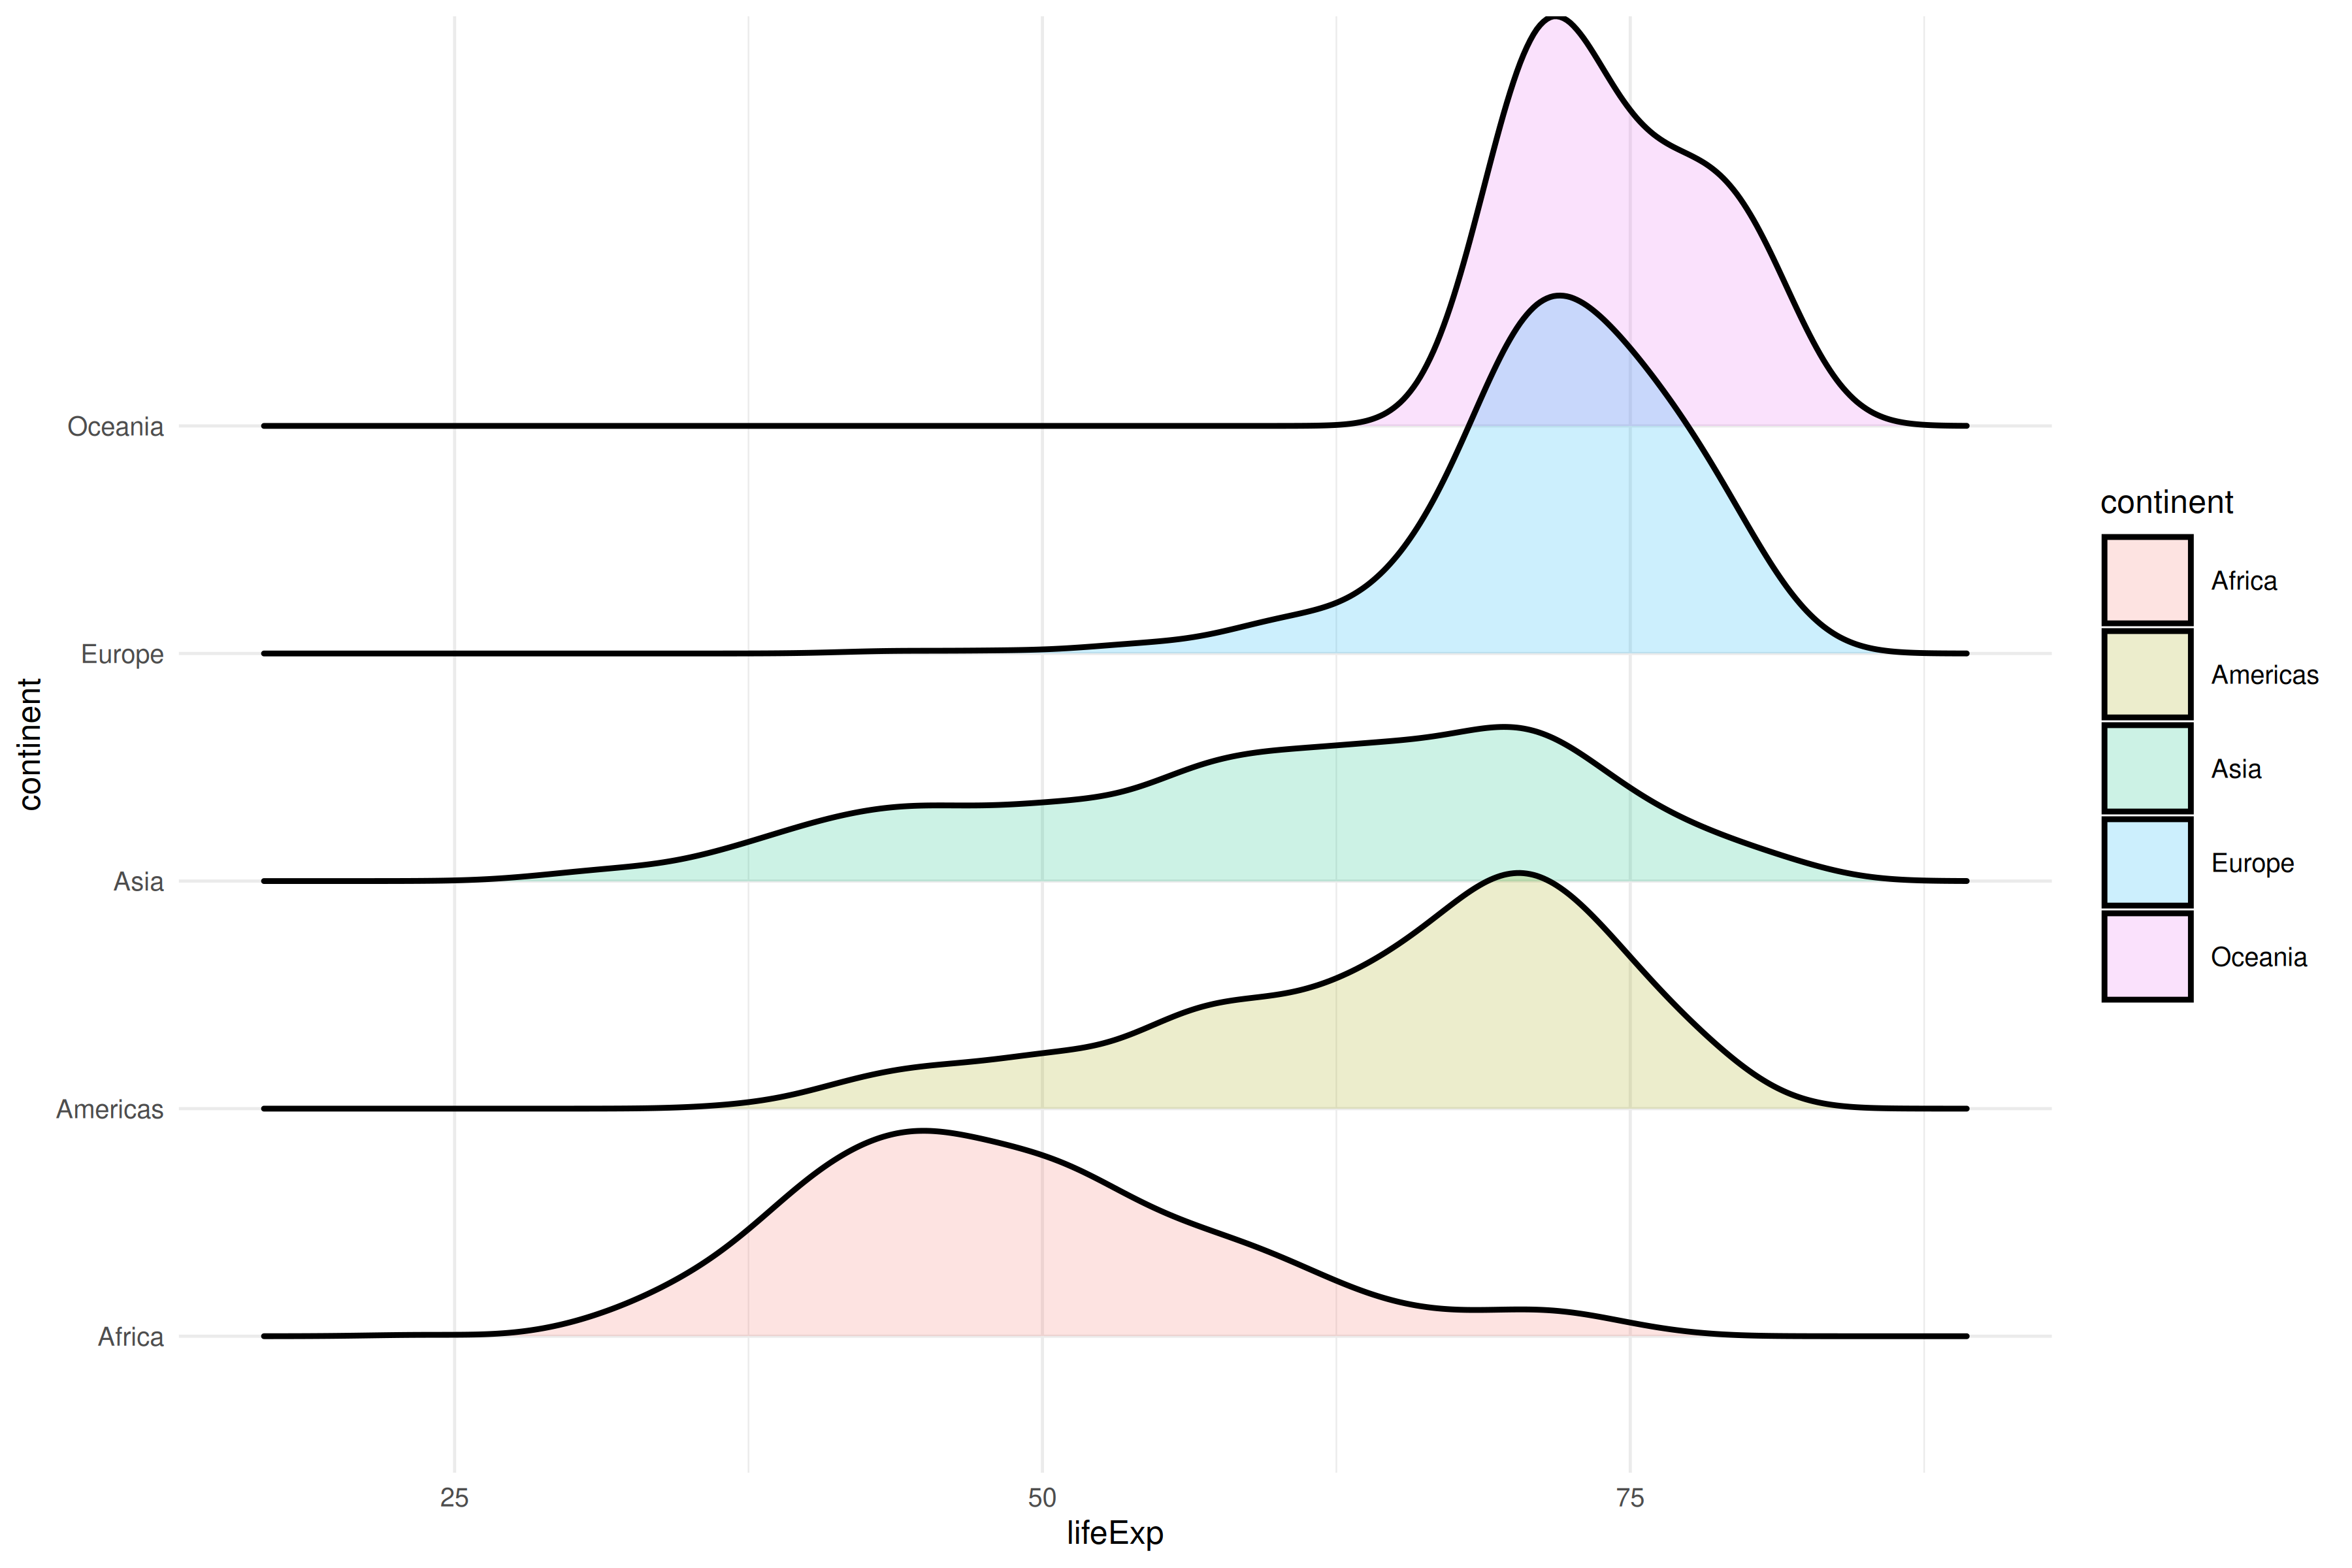 continent
Oceania
Europe
Asia
Americas
Africa
25 50 75
lifeExp
continent
Africa
Americas
Asia
Europe
Oceania